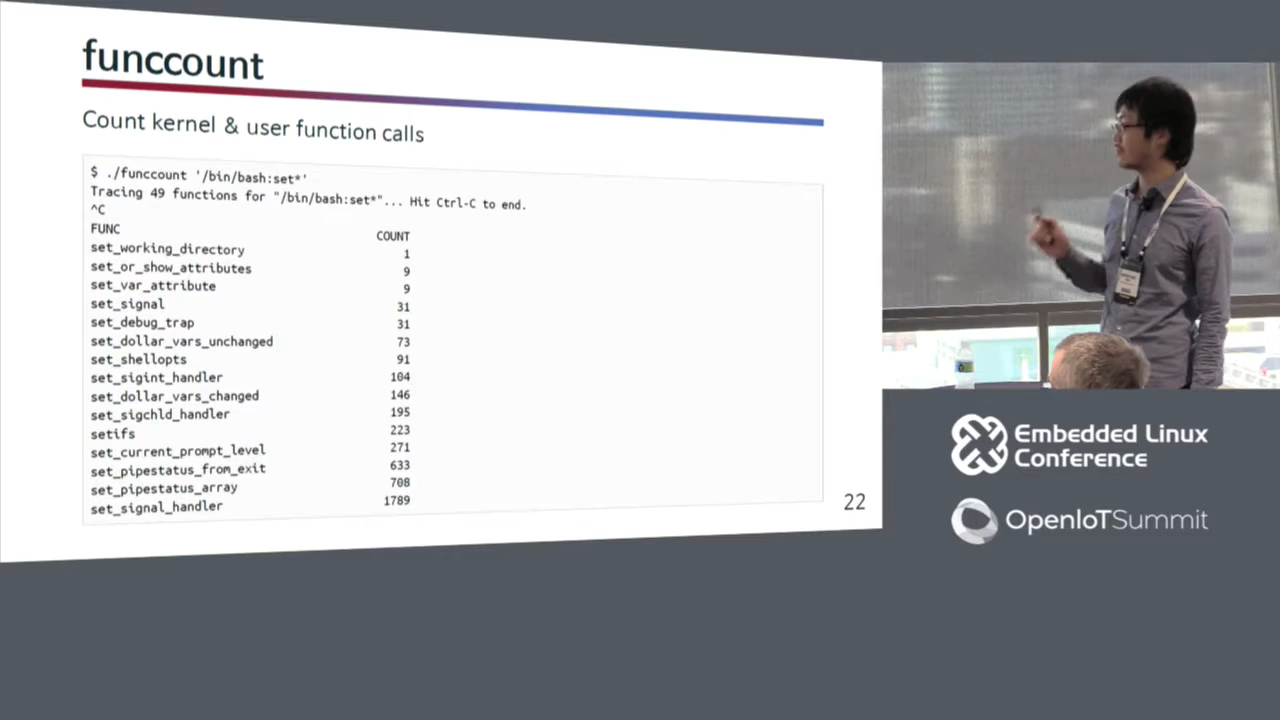 funccount
Count kernel & user function calls
$ ./funccount '/bin/bash:set*'
Tracing 49 functions for "/bin/bash:set*"... Hit Ctrl-C to end.
^C
FUNC COUNT
set_working_directory 1
set_or_show_attributes 9
set_var_attribute 9
set_signal 31
set_debug_trap 31
set_dollar_vars_unchanged 73
set_shellopts 91
set_sigint_handler 104
set_dollar_vars_changed 146
set_sigchld_handler 195
setifs 223
set_current_prompt_level 271
set_pipestatus_from_exit 633
set_pipestatus_array 708
set_signal_handler 1789
22
Embedded Linux
Conference
OpenIoTSummit